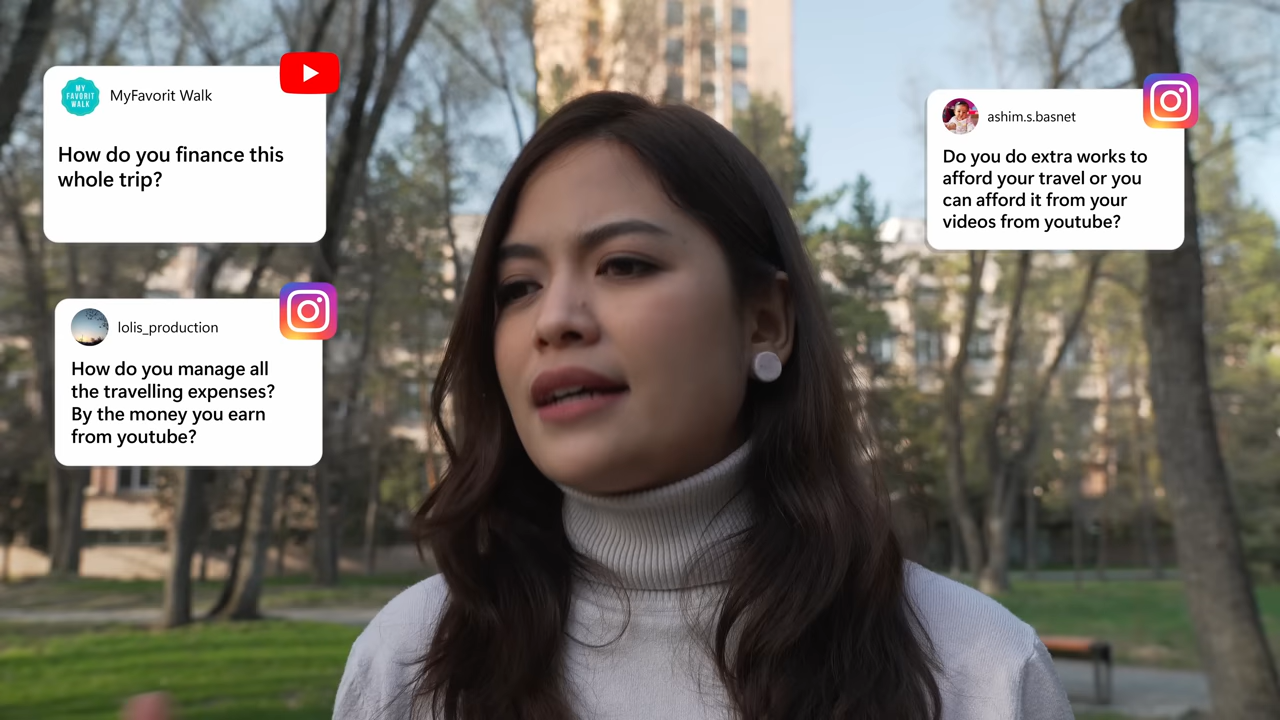 MY
FAVORIT
WALK
MyFavorit Walk
How do you finance this
whole trip?
lolis_production
How do you manage all
the travelling expenses?
By the money you earn
from youtube?
ashim.s.basnet
Do you do extra works to
afford your travel or you
can afford it from your
videos from youtube?